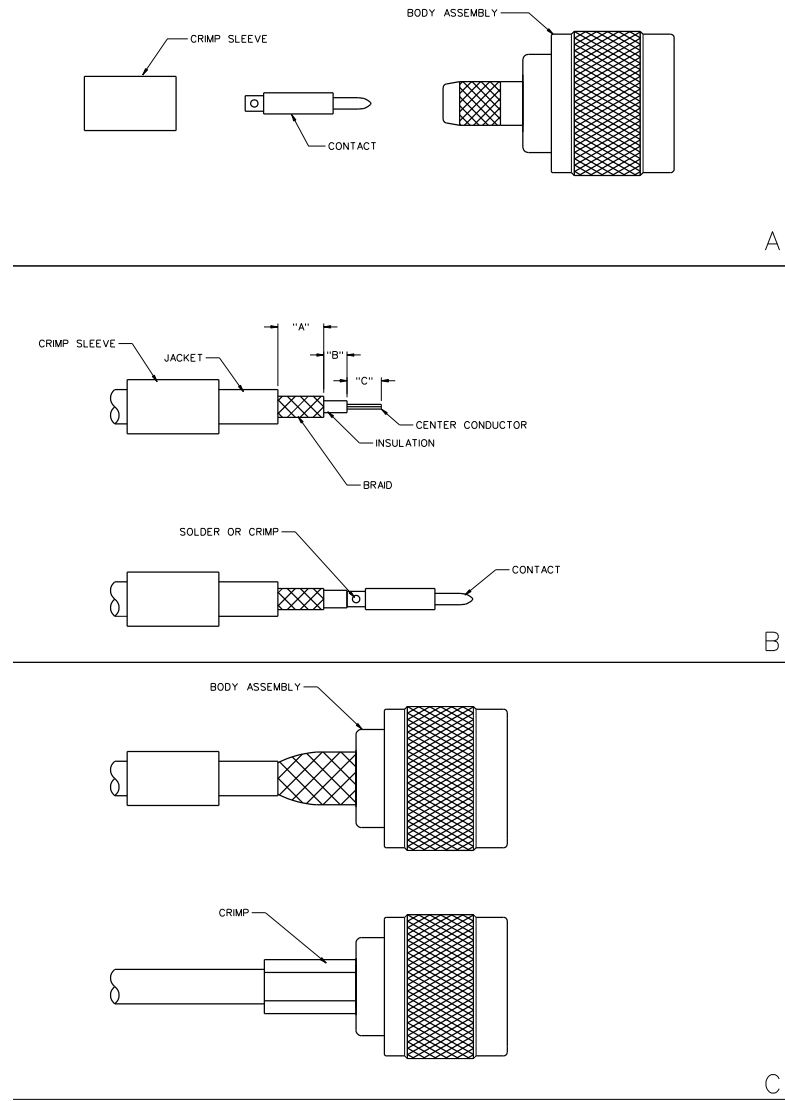 BODY ASSEMBLY
CRIMP SLEEVE
CONTACT
A
"A"
CRIMP SLEEVE
JACKET
"B"
"C"
CENTER CONDUCTOR
INSULATION
BRAID
SOLDER OR CRIMP
CONTACT
B
BODY ASSEMBLY
CRIMP
C